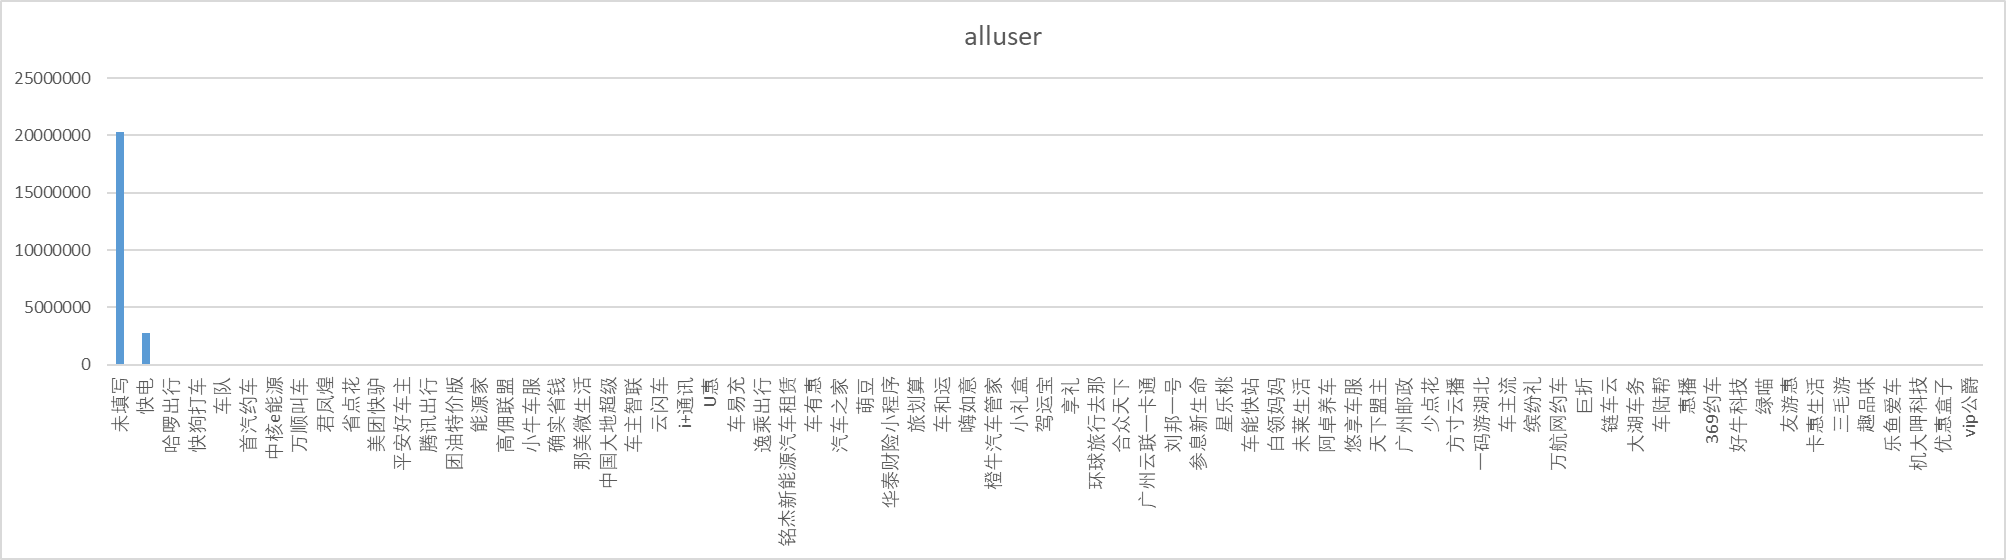 alluser
25000000
20000000
15000000
10000000
5000000
0
未填写
快电
哈啰出行
快狗打车
车队
首汽约车
中核e能源
万顺叫车
君凤煌
省点花
美团快驴
平安好车主
腾讯出行
团油特价版
能源家
高佣联盟
小牛车服
确实省钱
那美微生活
中国大地超级
车主智联
云闪车
i+通讯
U惠
车易充
逸乘出行
铭杰新能源汽车租赁
车有惠
汽车之家
萌豆
华泰财险小程序
旅划算
车和运
嗨如意
橙牛汽车管家
小礼盒
驾运宝
享礼
环球旅行去那
合众天下
广州云联一卡通
刘邦一号
参息新生命
星乐桃
车能快站
白领妈妈
未来生活
阿卓养车
悠享车服
天下盟主
广州邮政
少点花
方寸云播
一码游湖北
车主流
缤纷礼
万航网约车
巨折
链车云
大湖车务
车陆帮
惠播
369约车
好牛科技
绿喵
友游惠
卡惠生活
三毛游
趣品味
乐鱼爱车
机大呷科技
优惠盒子
vip公爵